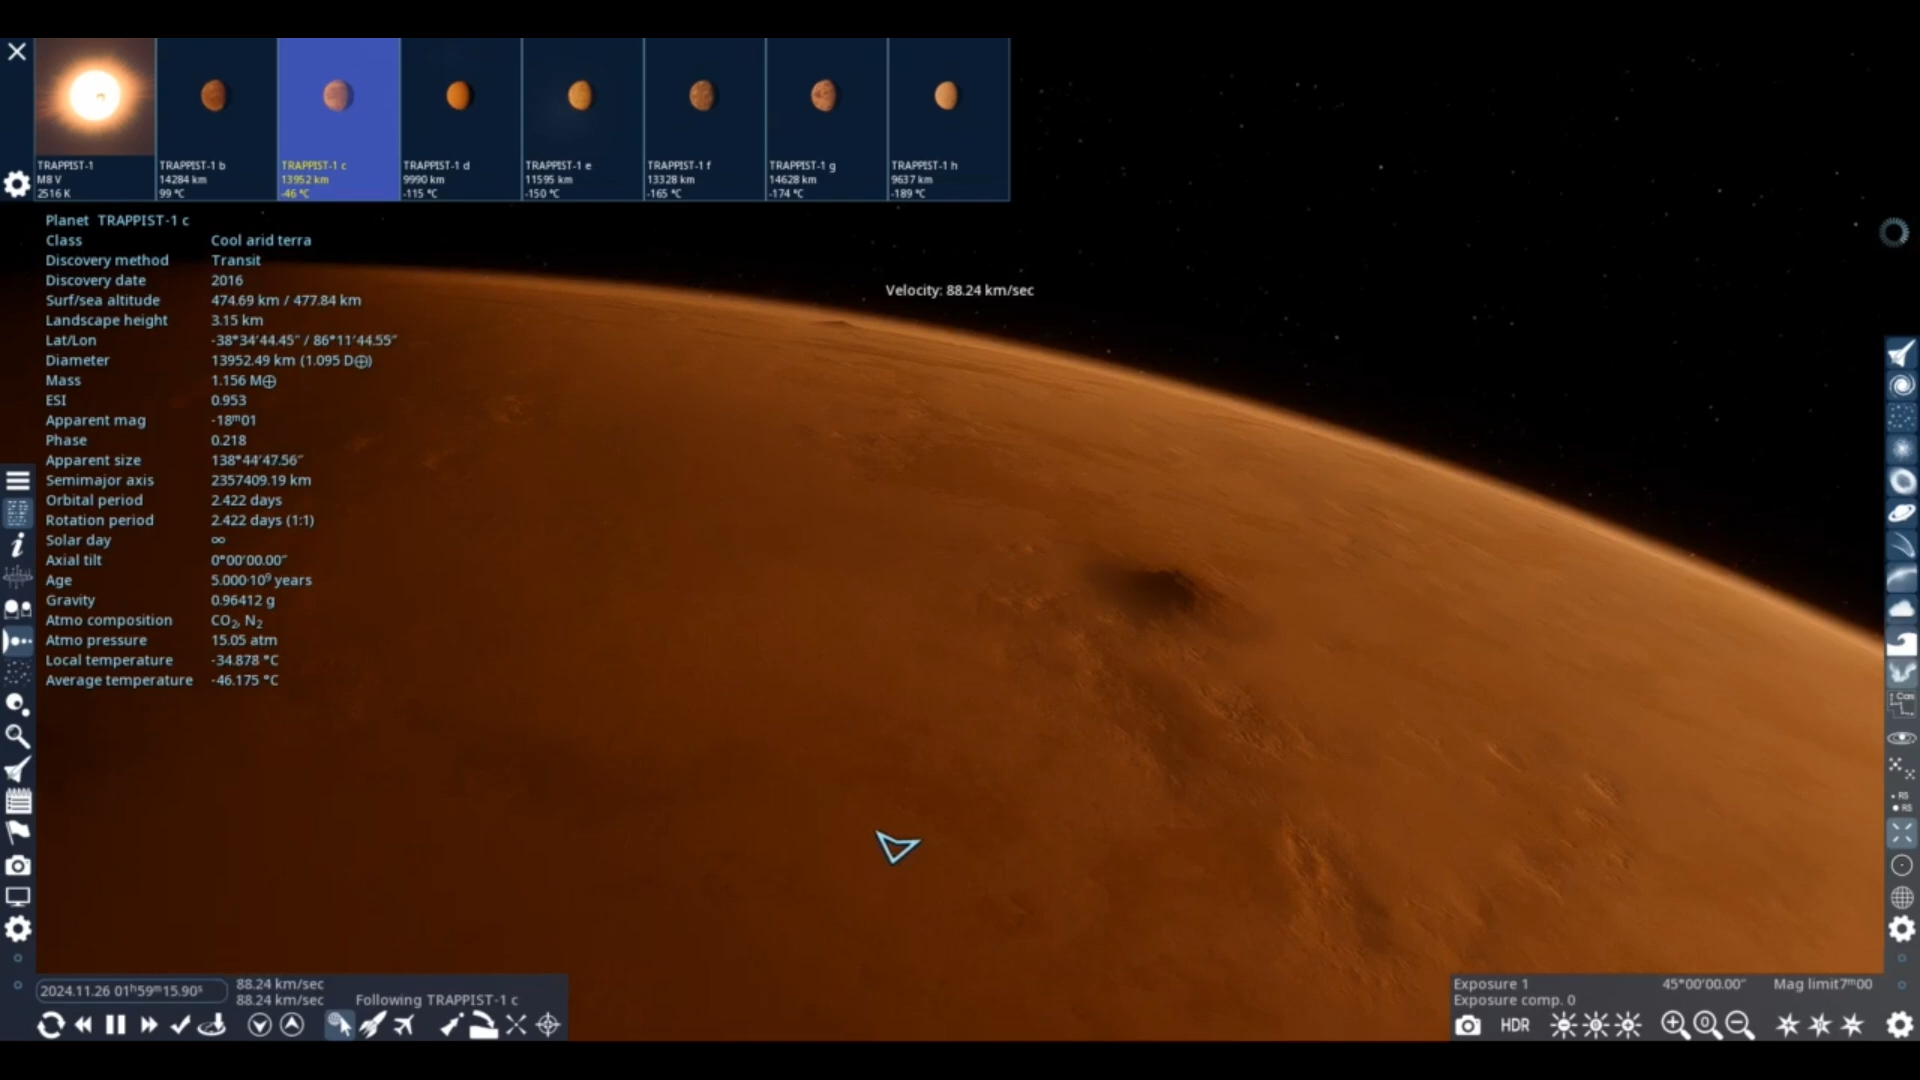 TRAPPIST-1
M8 V
2516 K
TRAPPIST-1 b
14284 km
99 °C
TRAPPIST-1 c
13952 km
-46 °C
TRAPPIST-1 d
9990 km
-115 °C
TRAPPIST-1 e
11595 km
-150 °C
TRAPPIST-1 f
13328 km
-165 °C
TRAPPIST-1 g
14628 km
-174 °C
TRAPPIST-1 h
9637 km
-189 °C
Planet TRAPPIST-1 c
Class Cool arid terra
Discovery method Transit
Discovery date 2016
Surf/sea altitude 474.69 km / 477.84 km
Landscape height 3.15 km
Lat/Lon -38°34′44.45″ / 86°11′44.55″
Diameter 13952.49 km (1.095 D⊕)
Mass 1.156 M⊕
ESI 0.953
Apparent mag -18ᵐ01
Phase 0.218
Apparent size 138°44′47.56″
Semimajor axis 2357409.19 km
Orbital period 2.422 days
Rotation period 2.422 days (1:1)
Solar day ∞
Axial tilt 0°00′00.00″
Age 5.000·10⁹ years
Gravity 0.96412 g
Atmo composition CO₂, N₂
Atmo pressure 15.05 atm
Local temperature -34.878 °C
Average temperature -46.175 °C
Velocity: 88.24 km/sec
Cas
RS
RS
2024.11.26 01ʰ59ᵐ15.90ˢ
88.24 km/sec
88.24 km/sec
Following TRAPPIST-1 c
Exposure 1 45°00′00.00″ Mag limit7ᵐ00
Exposure comp. 0
HDR
0